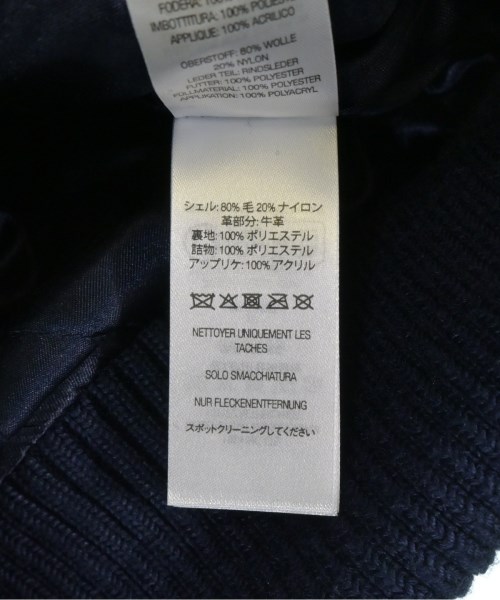 FODERA: 100%
IMBOTTITURA: 100% POLIESTE
APPLIQUE: 100% ACRILICO
OBERSTOFF: 80% WOLLE
20% NYLON
LEDER TEIL: RINDSLEDER
FUTTER: 100% POLYESTER
FÜLLMATERIAL: 100% POLYESTER
APPLIKATION: 100% POLYACRYL
シェル: 80% 毛 20% ナイロン
革部分: 牛革
裏地: 100% ポリエステル
詰物: 100% ポリエステル
アップリケ: 100% アクリル
NETTOYER UNIQUEMENT LES
TACHES
SOLO SMACCHIATURA
NUR FLECKENENTFERNUNG
スポットクリーニングしてください